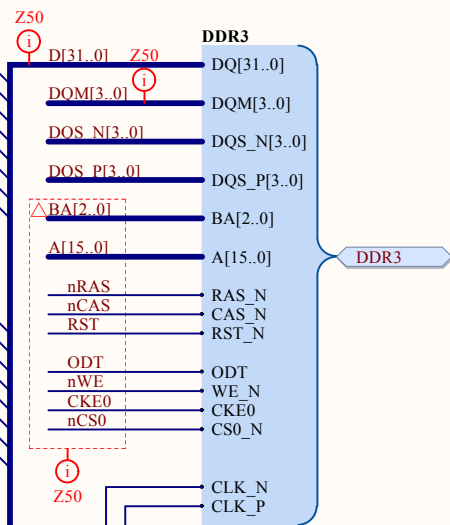 Z50
i
DDR3
D[31..0]
Z50
i
DQ[31..0]
DQM[3..0]
DQM[3..0]
DQS_N[3..0]
DQS_N[3..0]
DQS_P[3..0]
DQS_P[3..0]
BA[2..0]
BA[2..0]
A[15..0]
A[15..0]
DDR3
nRAS
RAS_N
nCAS
CAS_N
RST
RST_N
ODT
ODT
nWE
WE_N
CKE0
CKE0
nCS0
CS0_N
i
Z50
CLK_N
CLK_P